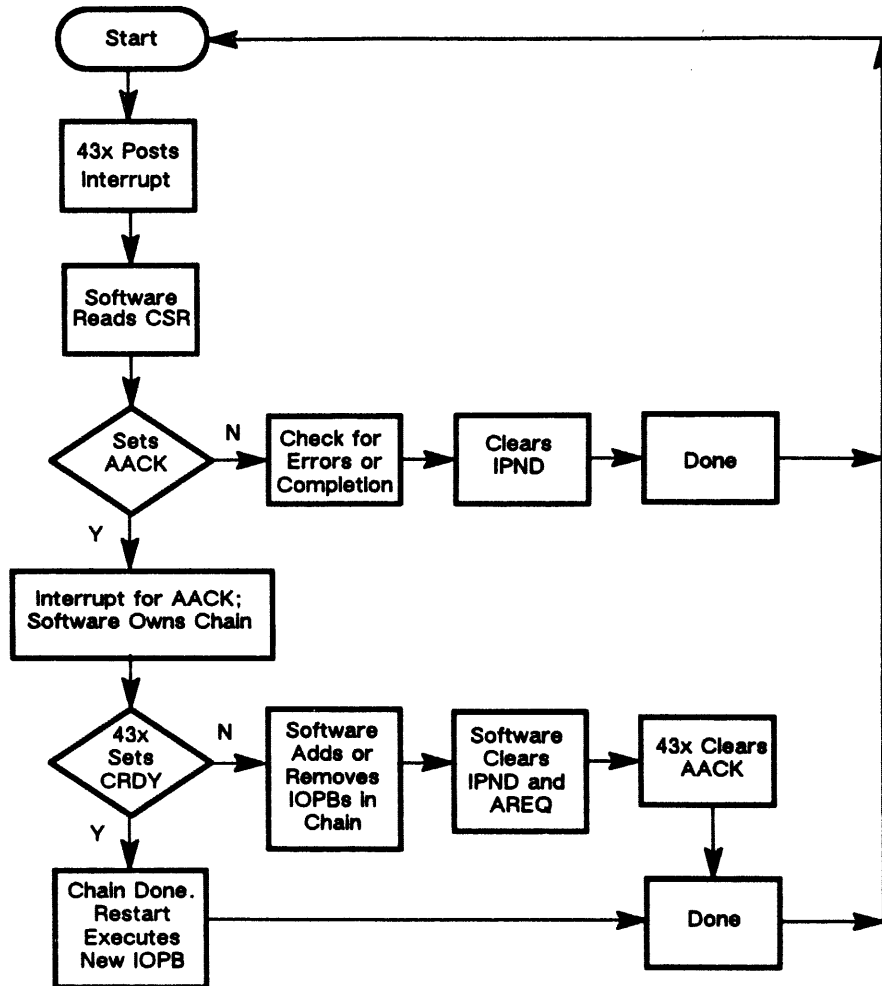 Start
43x Posts
Interrupt
Software
Reads CSR
Sets
AACK
N
Check for
Errors or
Completion
Clears
IPND
Done
Y
Interrupt for AACK;
Software Owns Chain
43x
Sets
CRDY
N
Software
Adds or
Removes
IOPBs in
Chain
Software
Clears
IPND and
AREQ
43x Clears
AACK
Y
Chain Done.
Restart
Executes
New IOPB
Done